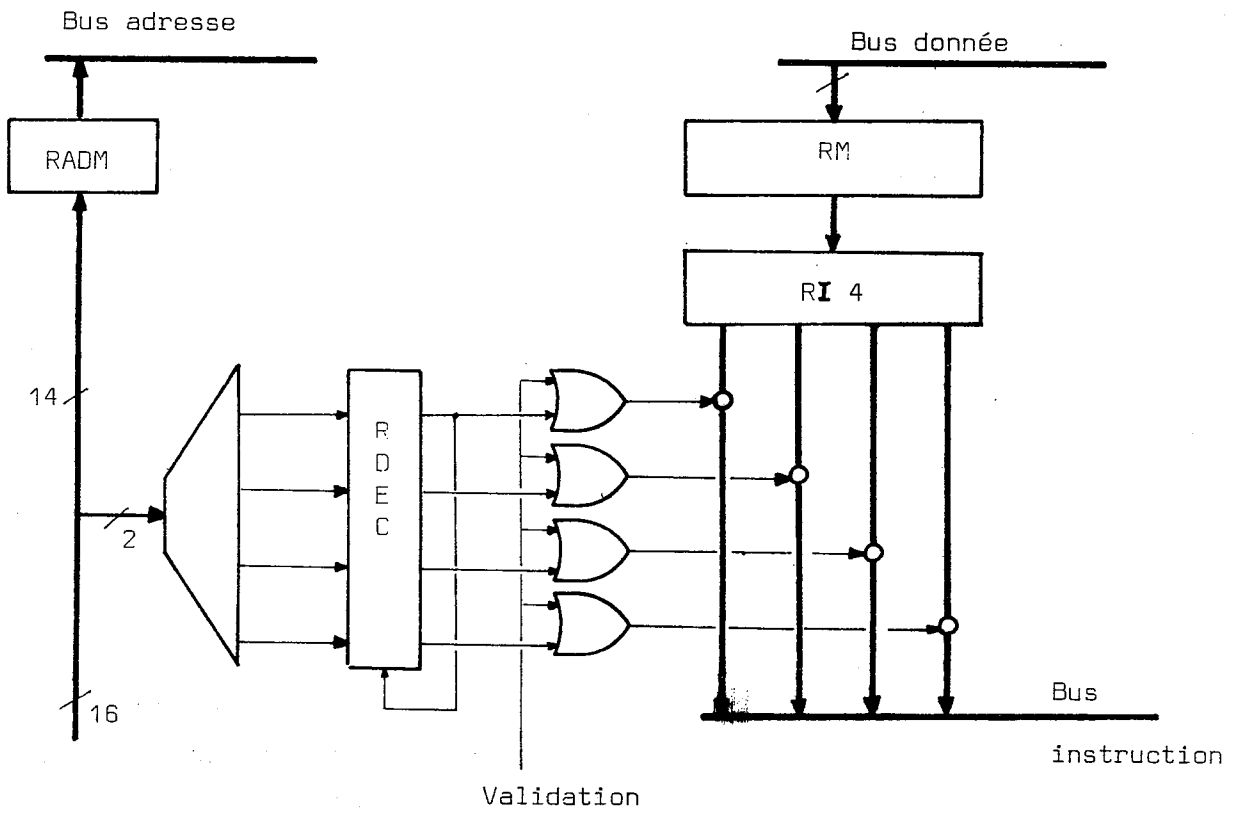 Bus adresse
Bus donnée
RADM
RM
RI 4
14
R
D
E
C
2
16
Bus
instruction
Validation